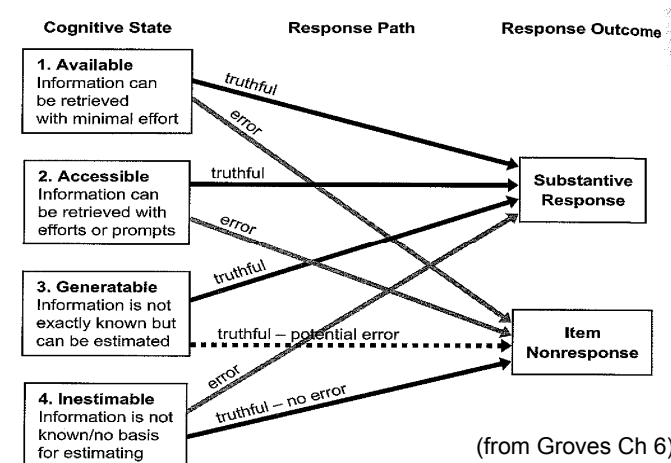 Cognitive State
Response Path
Response Outcome
1. Available
Information can
be retrieved
with minimal effort
truthful
error
2. Accessible
Information can
be retrieved with
efforts or prompts
truthful
error
Substantive
Response
3. Generatable
Information is not
exactly known but
can be estimated
truthful
truthful – potential error
Item
Nonresponse
4. Inestimable
Information is not
known/no basis
for estimating
error
truthful – no error
(from Groves Ch 6)